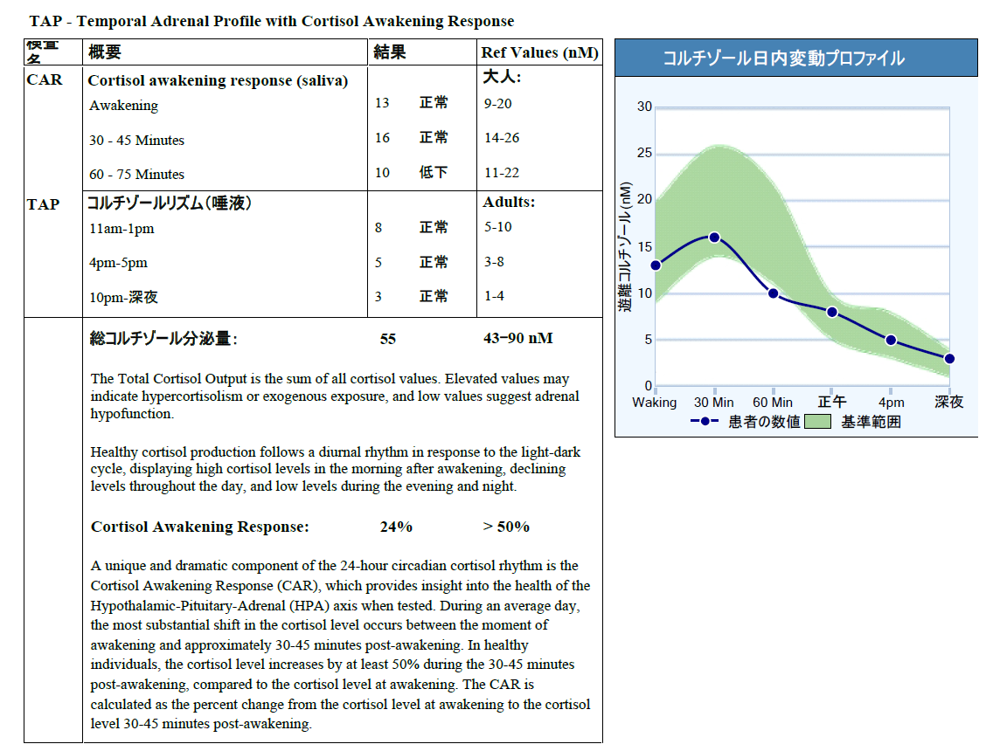 TAP - Temporal Adrenal Profile with Cortisol Awakening Response
検査名 概要 結果 Ref Values (nM)
CAR Cortisol awakening response (saliva) 大人:
Awakening 13 正常 9-20
30 - 45 Minutes 16 正常 14-26
60 - 75 Minutes 10 低下 11-22
TAP コルチゾールリズム(唾液) Adults:
11am-1pm 8 正常 5-10
4pm-5pm 5 正常 3-8
10pm-深夜 3 正常 1-4
総コルチゾール分泌量: 55 43-90 nM
The Total Cortisol Output is the sum of all cortisol values. Elevated values may
indicate hypercortisolism or exogenous exposure, and low values suggest adrenal
hypofunction.
Healthy cortisol production follows a diurnal rhythm in response to the light-dark
cycle, displaying high cortisol levels in the morning after awakening, declining
levels throughout the day, and low levels during the evening and night.
Cortisol Awakening Response: 24% > 50%
A unique and dramatic component of the 24-hour circadian cortisol rhythm is the
Cortisol Awakening Response (CAR), which provides insight into the health of the
Hypothalamic-Pituitary-Adrenal (HPA) axis when tested. During an average day,
the most substantial shift in the cortisol level occurs between the moment of
awakening and approximately 30-45 minutes post-awakening. In healthy
individuals, the cortisol level increases by at least 50% during the 30-45 minutes
post-awakening, compared to the cortisol level at awakening. The CAR is
calculated as the percent change from the cortisol level at awakening to the cortisol
level 30-45 minutes post-awakening.
コルチゾール日内変動プロファイル
遊離コルチゾール(nM)
30
25
20
15
10
5
0
Waking 30 Min 60 Min 正午 4pm 深夜
患者の数値 基準範囲